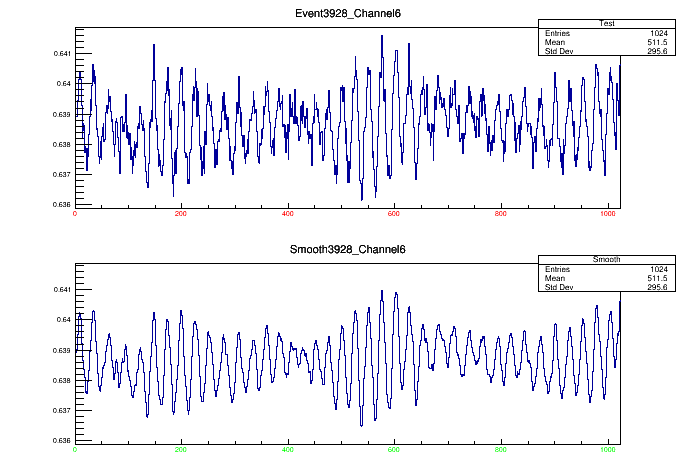 Event3928_Channel6
Test
Entries 1024
Mean 511.5
Std Dev 295.6
0.641
0.64
0.639
0.638
0.637
0.636
0 200 400 600 800 1000
Smooth3928_Channel6
Smooth
Entries 1024
Mean 511.5
Std Dev 295.6
0.641
0.64
0.639
0.638
0.637
0.636
0 200 400 600 800 1000